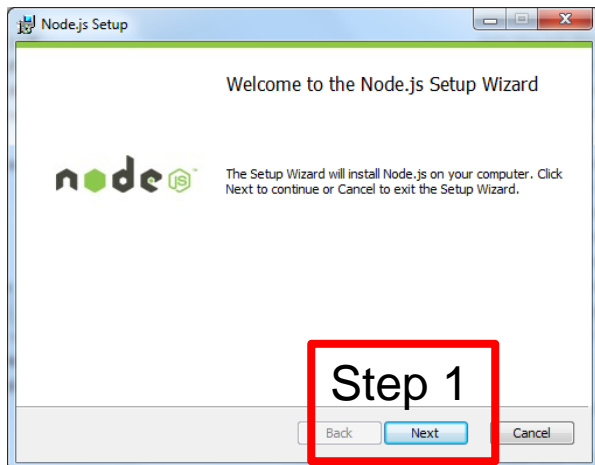 Node.js Setup
Welcome to the Node.js Setup Wizard
node js
The Setup Wizard will install Node.js on your computer. Click
Next to continue or Cancel to exit the Setup Wizard.
Step 1
Back Next Cancel